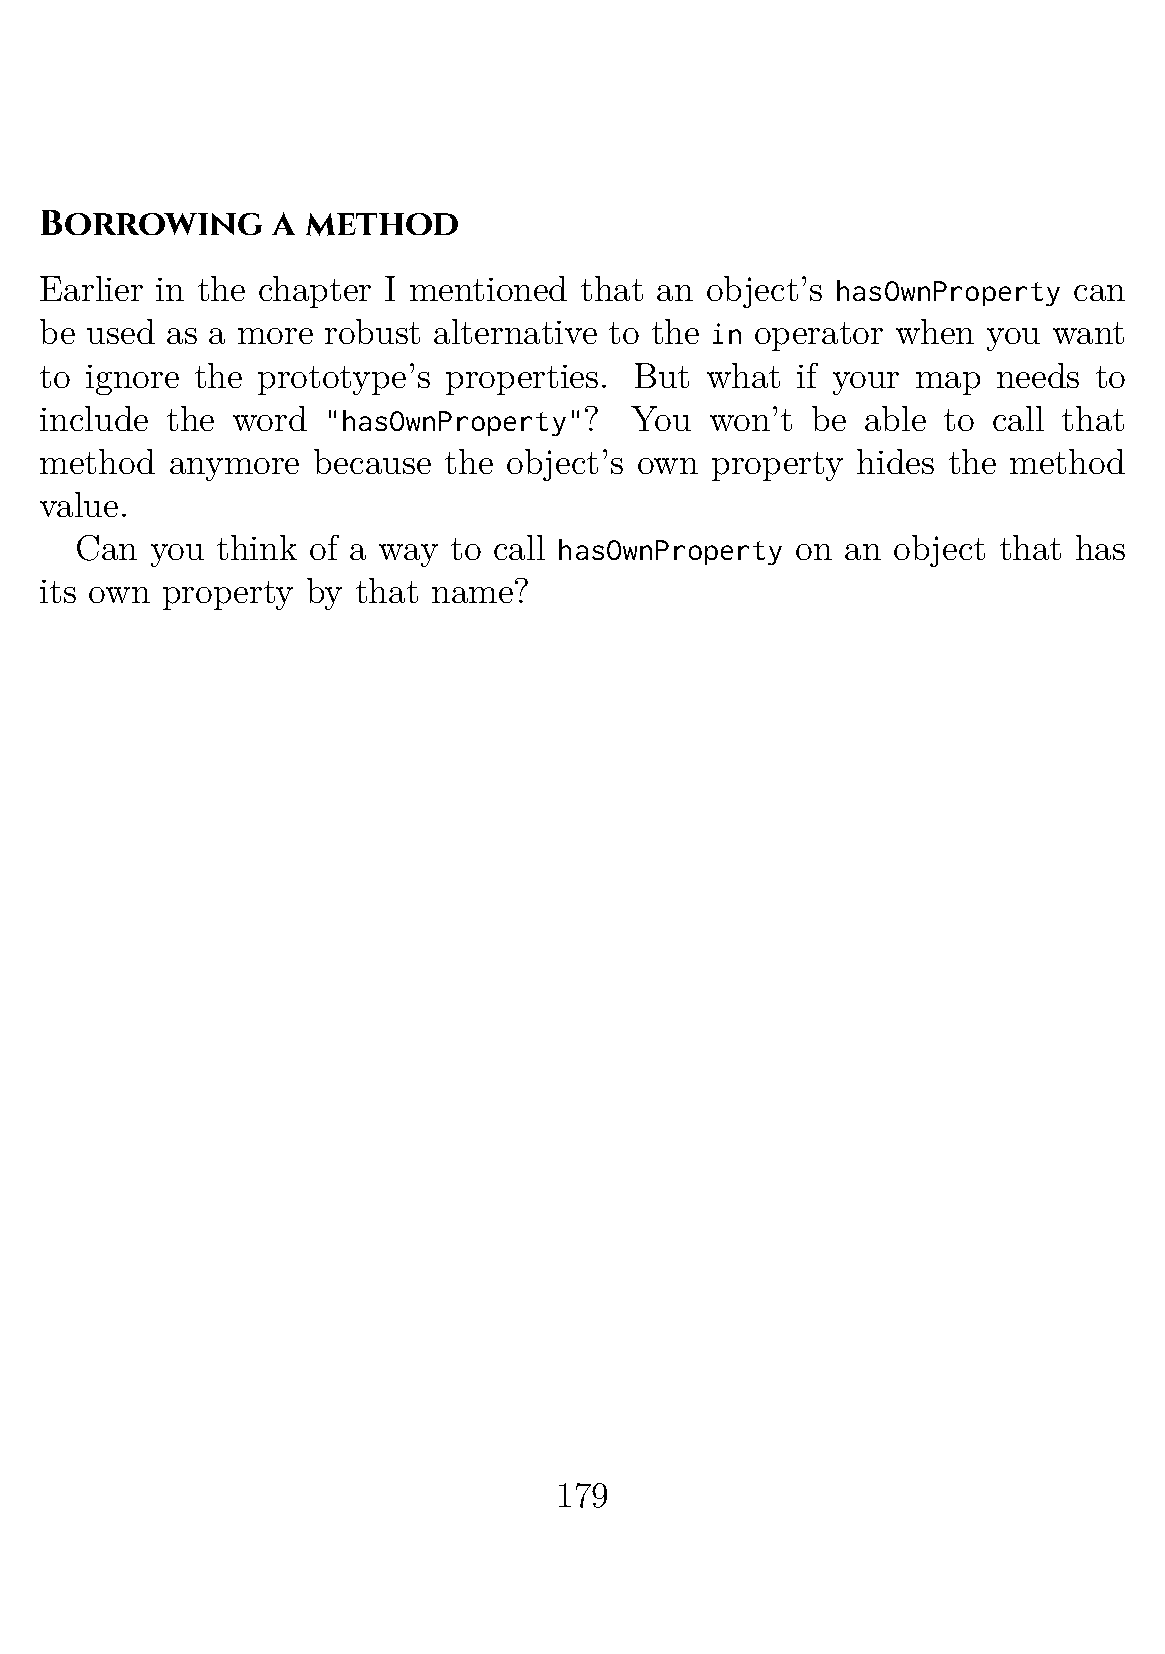 Borrowing a method
Earlier in the chapter I mentioned that an object’s hasOwnProperty can
be used as a more robust alternative to the in operator when you want
to ignore the prototype’s properties. But what if your map needs to
include the word "hasOwnProperty"? You won’t be able to call that
method anymore because the object’s own property hides the method
value.
Can you think of a way to call hasOwnProperty on an object that has
its own property by that name?
179